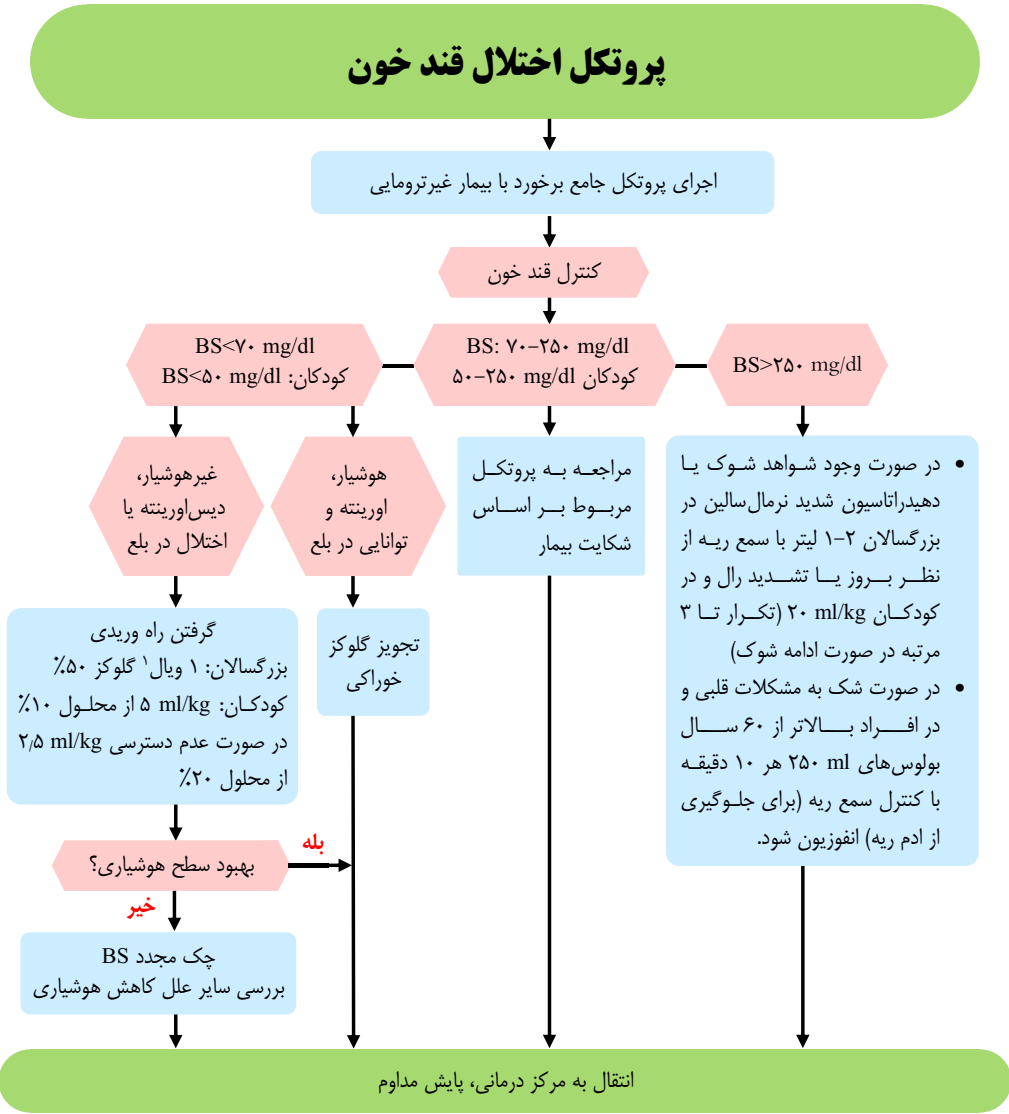 پروتکل اختلال قند خون
اجرای پروتکل جامع برخورد با بیمار غیرترومایی
کنترل قند خون
BS>۲۵۰ mg/dl
BS: ۷۰–۲۵۰ mg/dl
کودکان ۵۰–۲۵۰ mg/dl
BS<۷۰ mg/dl
کودکان: BS<۵۰ mg/dl
• در صورت وجود شواهد شوک یا
دهیدراتاسیون شدید نرمال‌سالین در
بزرگسالان ۲–۱ لیتر با سمع ریه از
نظر بروز یا تشدید رال و در
کودکان ۲۰ ml/kg (تکرار تا ۳
مرتبه در صورت ادامه شوک)
• در صورت شک به مشکلات قلبی و
در افراد بالاتر از ۶۰ سال
بولوس‌های ۲۵۰ ml هر ۱۰ دقیقه
با کنترل سمع ریه (برای جلوگیری
از ادم ریه) انفوزیون شود.
مراجعه به پروتکل
مربوط بر اساس
شکایت بیمار
هوشیار،
اورینته و
توانایی در بلع
غیرهوشیار،
دیس‌اورینته یا
اختلال در بلع
تجویز گلوکز
خوراکی
گرفتن راه وریدی
بزرگسالان: ۱ ویال۱ گلوکز ۵۰٪
کودکان: ۵ ml/kg از محلول ۱۰٪
در صورت عدم دسترسی ۲٫۵ ml/kg
از محلول ۲۰٪
بهبود سطح هوشیاری؟
بله
خیر
چک مجدد BS
بررسی سایر علل کاهش هوشیاری
انتقال به مرکز درمانی، پایش مداوم